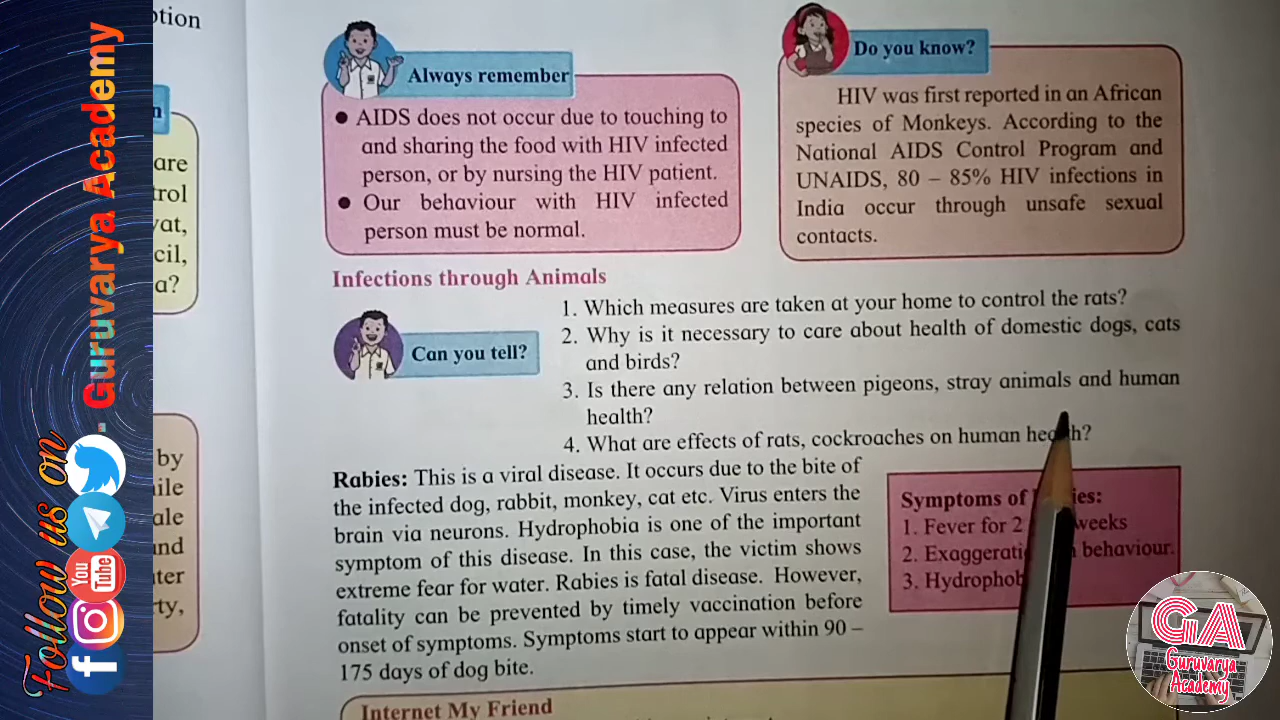 Follow us on - Guruvarya Academy
You
Tube
ption
n
are
trol
vat,
cil,
a?
by
ile
ale
and
ter
ty,
Always remember
● AIDS does not occur due to touching to
and sharing the food with HIV infected
person, or by nursing the HIV patient.
● Our behaviour with HIV infected
person must be normal.
Do you know?
HIV was first reported in an African
species of Monkeys. According to the
National AIDS Control Program and
UNAIDS, 80 – 85% HIV infections in
India occur through unsafe sexual
contacts.
Infections through Animals
Can you tell?
1. Which measures are taken at your home to control the rats?
2. Why is it necessary to care about health of domestic dogs, cats
and birds?
3. Is there any relation between pigeons, stray animals and human
health?
4. What are effects of rats, cockroaches on human health?
Rabies: This is a viral disease. It occurs due to the bite of
the infected dog, rabbit, monkey, cat etc. Virus enters the
brain via neurons. Hydrophobia is one of the important
symptom of this disease. In this case, the victim shows
extreme fear for water. Rabies is fatal disease. However,
fatality can be prevented by timely vaccination before
onset of symptoms. Symptoms start to appear within 90 –
175 days of dog bite.
Symptoms of
1. Fever for 2 weeks
2. behaviour.
3.
Internet My Friend
GA
Guruvarya
Academy